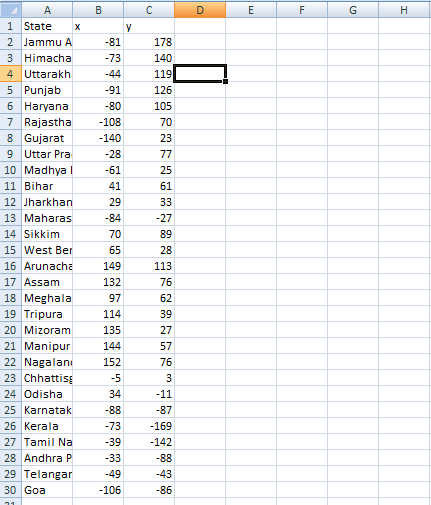 A B C D E F G H
1 State x y
2 Jammu A -81 178
3 Himacha -73 140
4 Uttarakh -44 119
5 Punjab -91 126
6 Haryana -80 105
7 Rajastha -108 70
8 Gujarat -140 23
9 Uttar Pra -28 77
10 Madhya I -61 25
11 Bihar 41 61
12 Jharkhan 29 33
13 Maharas -84 -27
14 Sikkim 70 89
15 West Ber 65 28
16 Arunacha 149 113
17 Assam 132 76
18 Meghala 97 62
19 Tripura 114 39
20 Mizoram 135 27
21 Manipur 144 57
22 Nagalan 152 76
23 Chhattisg -5 3
24 Odisha 34 -11
25 Karnatak -88 -87
26 Kerala -73 -169
27 Tamil Na -39 -142
28 Andhra P -33 -88
29 Telangar -49 -43
30 Goa -106 -86